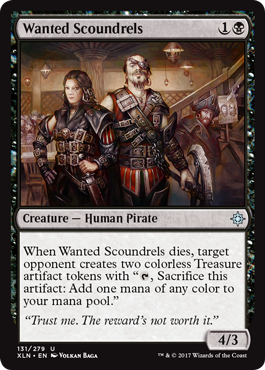 Wanted Scoundrels 1
Creature — Human Pirate
When Wanted Scoundrels dies, target
opponent creates two colorless Treasure
artifact tokens with “, Sacrifice this
artifact: Add one mana of any color to
your mana pool.”
“Trust me. The reward's not worth it.”
4/3
131/279 U
XLN • EN Volkan Baga
™ & © 2017 Wizards of the Coast